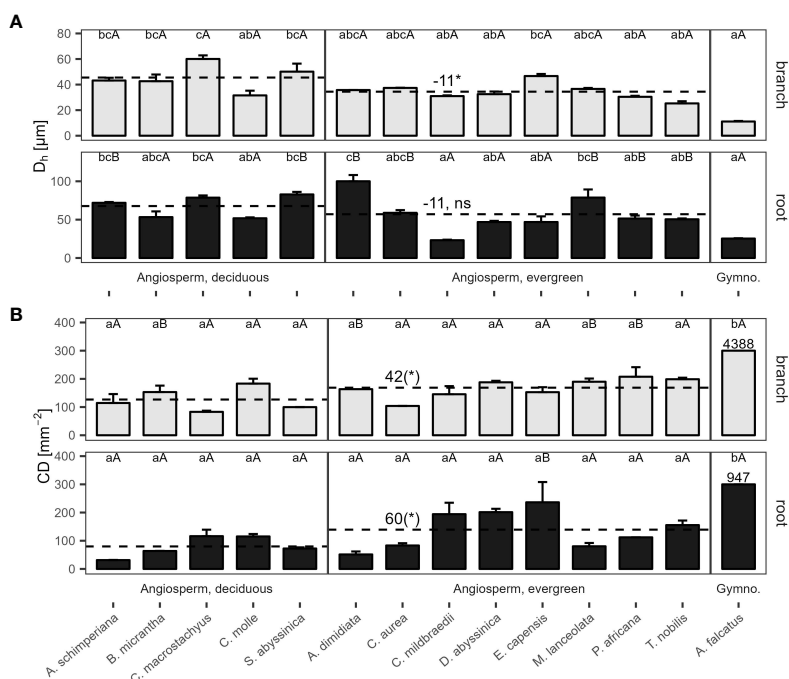 A
bcA bcA cA abA bcA abcA abcA abA abA bcA abcA abA abA aA
80
60
40
20
0
-11*
branch
Dh [µm]
bcB abcA bcA abA bcB cB abcB aA abA abA bcB abB abB aA
100
50
0
-11, ns
root
Angiosperm, deciduous Angiosperm, evergreen Gymno.
B
aA aB aA aA aA aB aA aA aA aA aB aB aA bA
400
300
200
100
0
42(*)
4388
branch
CD [mm⁻²]
aA aA aA aA aA aA aA aA aA aB aA aA aA bA
400
300
200
100
0
60(*)
947
root
Angiosperm, deciduous Angiosperm, evergreen Gymno.
A. schimperiana
B. micrantha
C. macrostachyus
C. molle
S. abyssinica
A. dimidiata
C. aurea
C. mildbraedii
D. abyssinica
E. capensis
M. lanceolata
P. africana
T. nobilis
A. falcatus